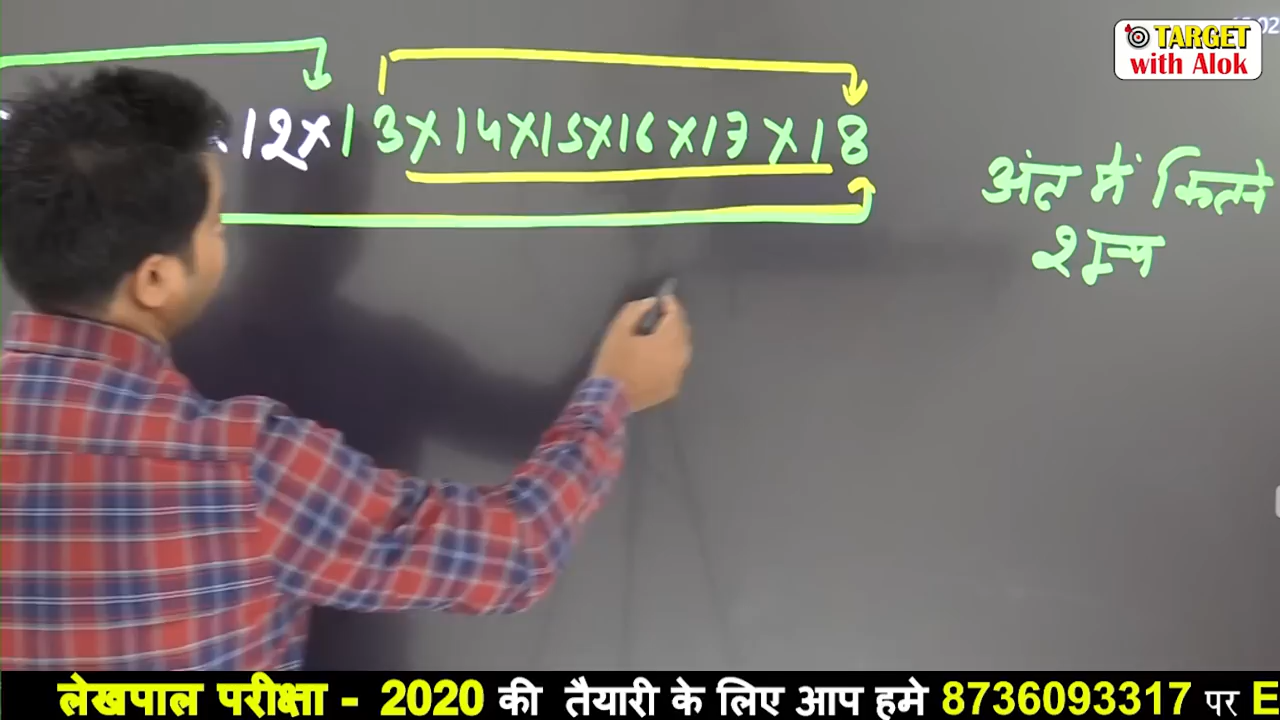 TARGET
with Alok
12×13×14×15×16×17×18
अंत में कितने
शून्य
लेखपाल परीक्षा - 2020 की तैयारी के लिए आप हमे 8736093317 पर E